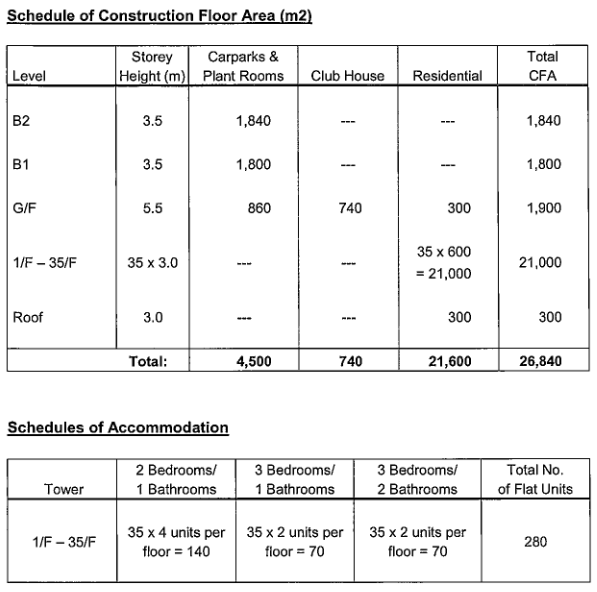 Schedule of Construction Floor Area (m2)
Level Storey Height (m) Carparks & Plant Rooms Club House Residential Total CFA
B2 3.5 1,840 --- --- 1,840
B1 3.5 1,800 --- --- 1,800
G/F 5.5 860 740 300 1,900
1/F – 35/F 35 x 3.0 --- --- 35 x 600 = 21,000 21,000
Roof 3.0 --- --- 300 300
Total: 4,500 740 21,600 26,840
Schedules of Accommodation
Tower 2 Bedrooms/ 1 Bathrooms 3 Bedrooms/ 1 Bathrooms 3 Bedrooms/ 2 Bathrooms Total No. of Flat Units
1/F – 35/F 35 x 4 units per floor = 140 35 x 2 units per floor = 70 35 x 2 units per floor = 70 280